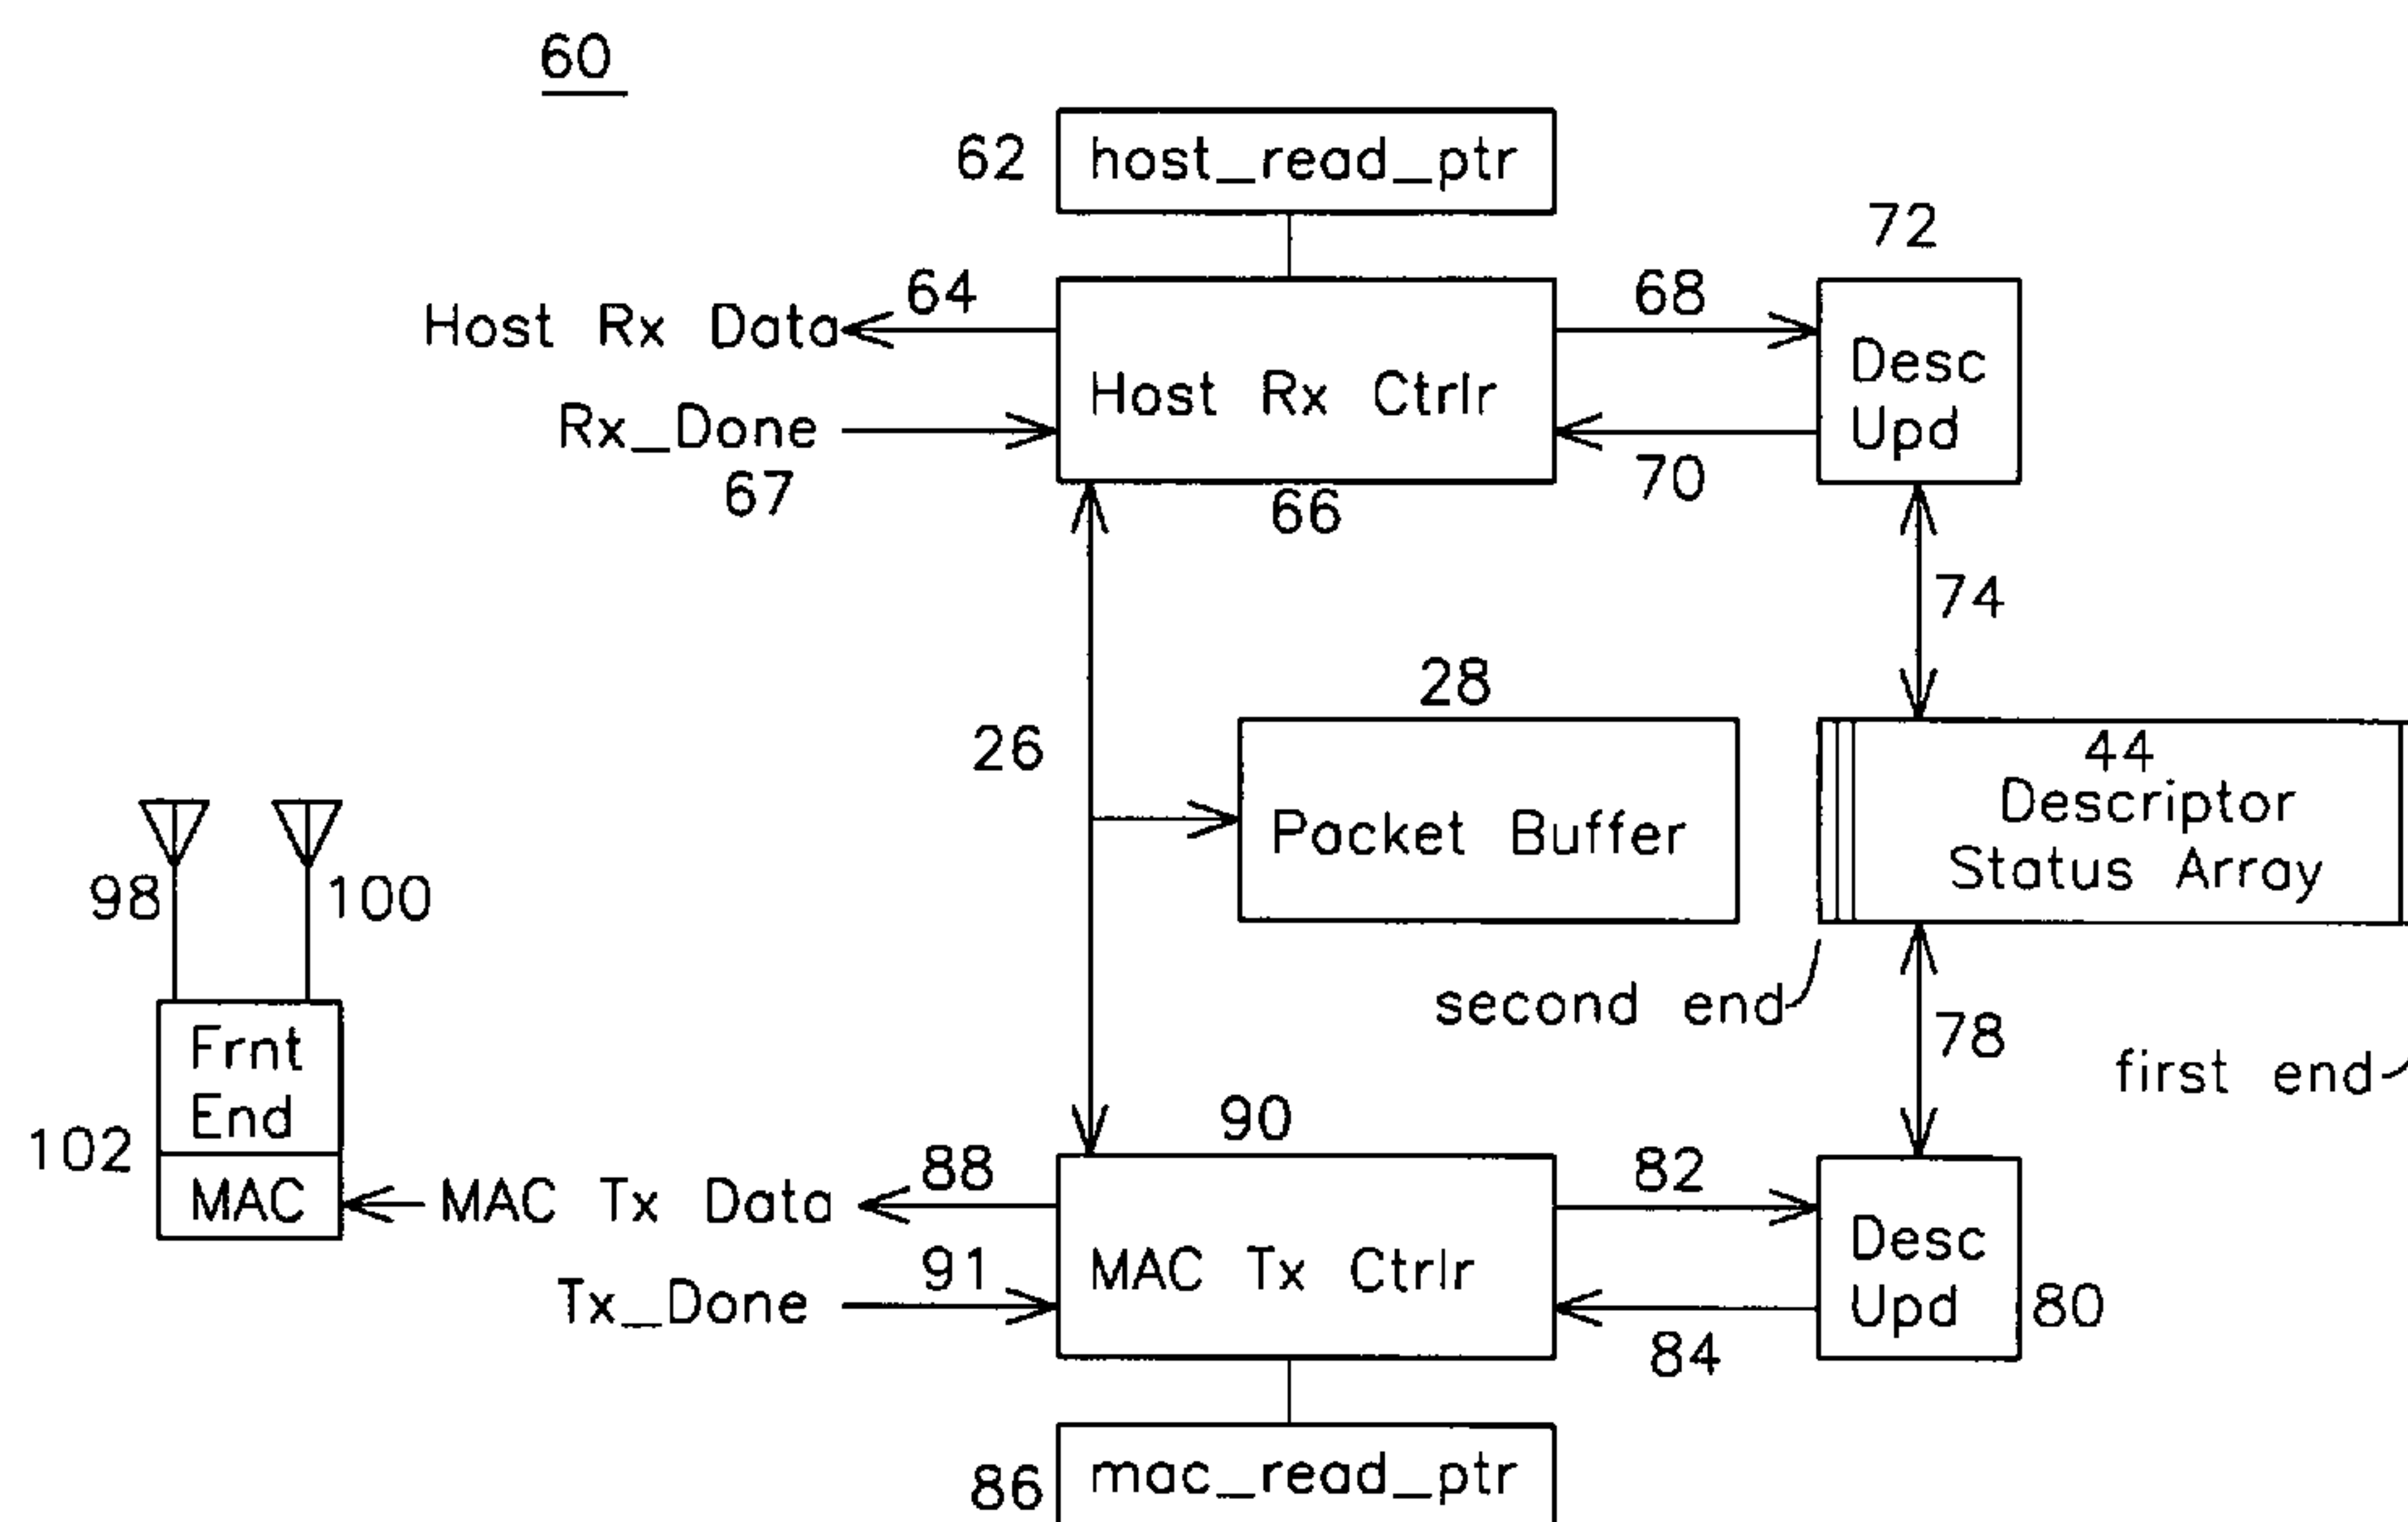 60
62
host_read_ptr
72
Host Rx Data
64
68
Desc
Upd
Host Rx Ctrlr
Rx_Done
67
66
70
74
28
26
Packet Buffer
44
Descriptor
Status Array
98
100
second end
78
first end
Frnt
End
102
MAC
MAC Tx Data
88
90
82
Desc
Upd
80
MAC Tx Ctrlr
91
Tx_Done
84
86
mac_read_ptr